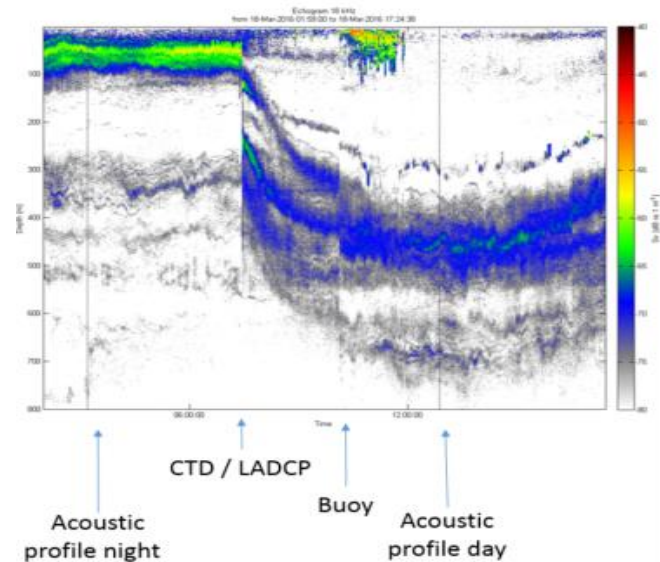 Echogram 18 kHz
from 18-Mar-2016 01:58:00 to 18-Mar-2016 17:24:38
100
200
300
400
500
600
700
800
Depth (m)
06:00:00
12:00:00
Time
-40
-45
-50
-55
-60
-65
-70
-75
-80
CTD / LADCP
Buoy
Acoustic
profile night
Acoustic
profile day